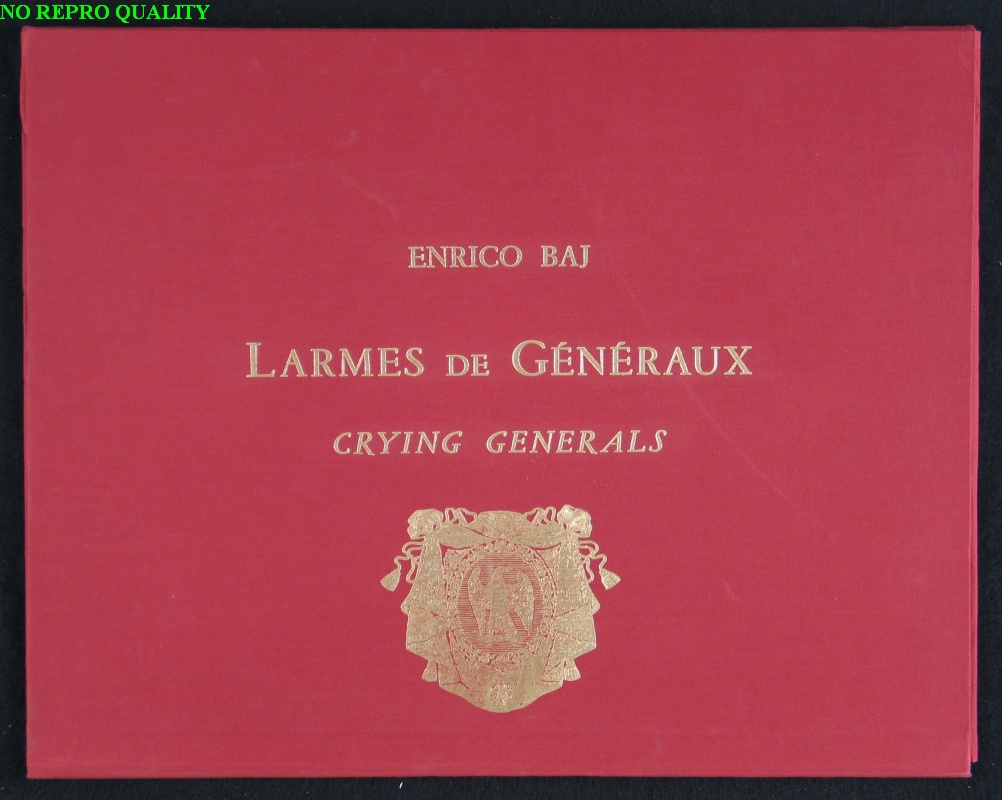 NO REPRO QUALITY
ENRICO BAJ
LARMES DE GÉNÉRAUX
CRYING GENERALS